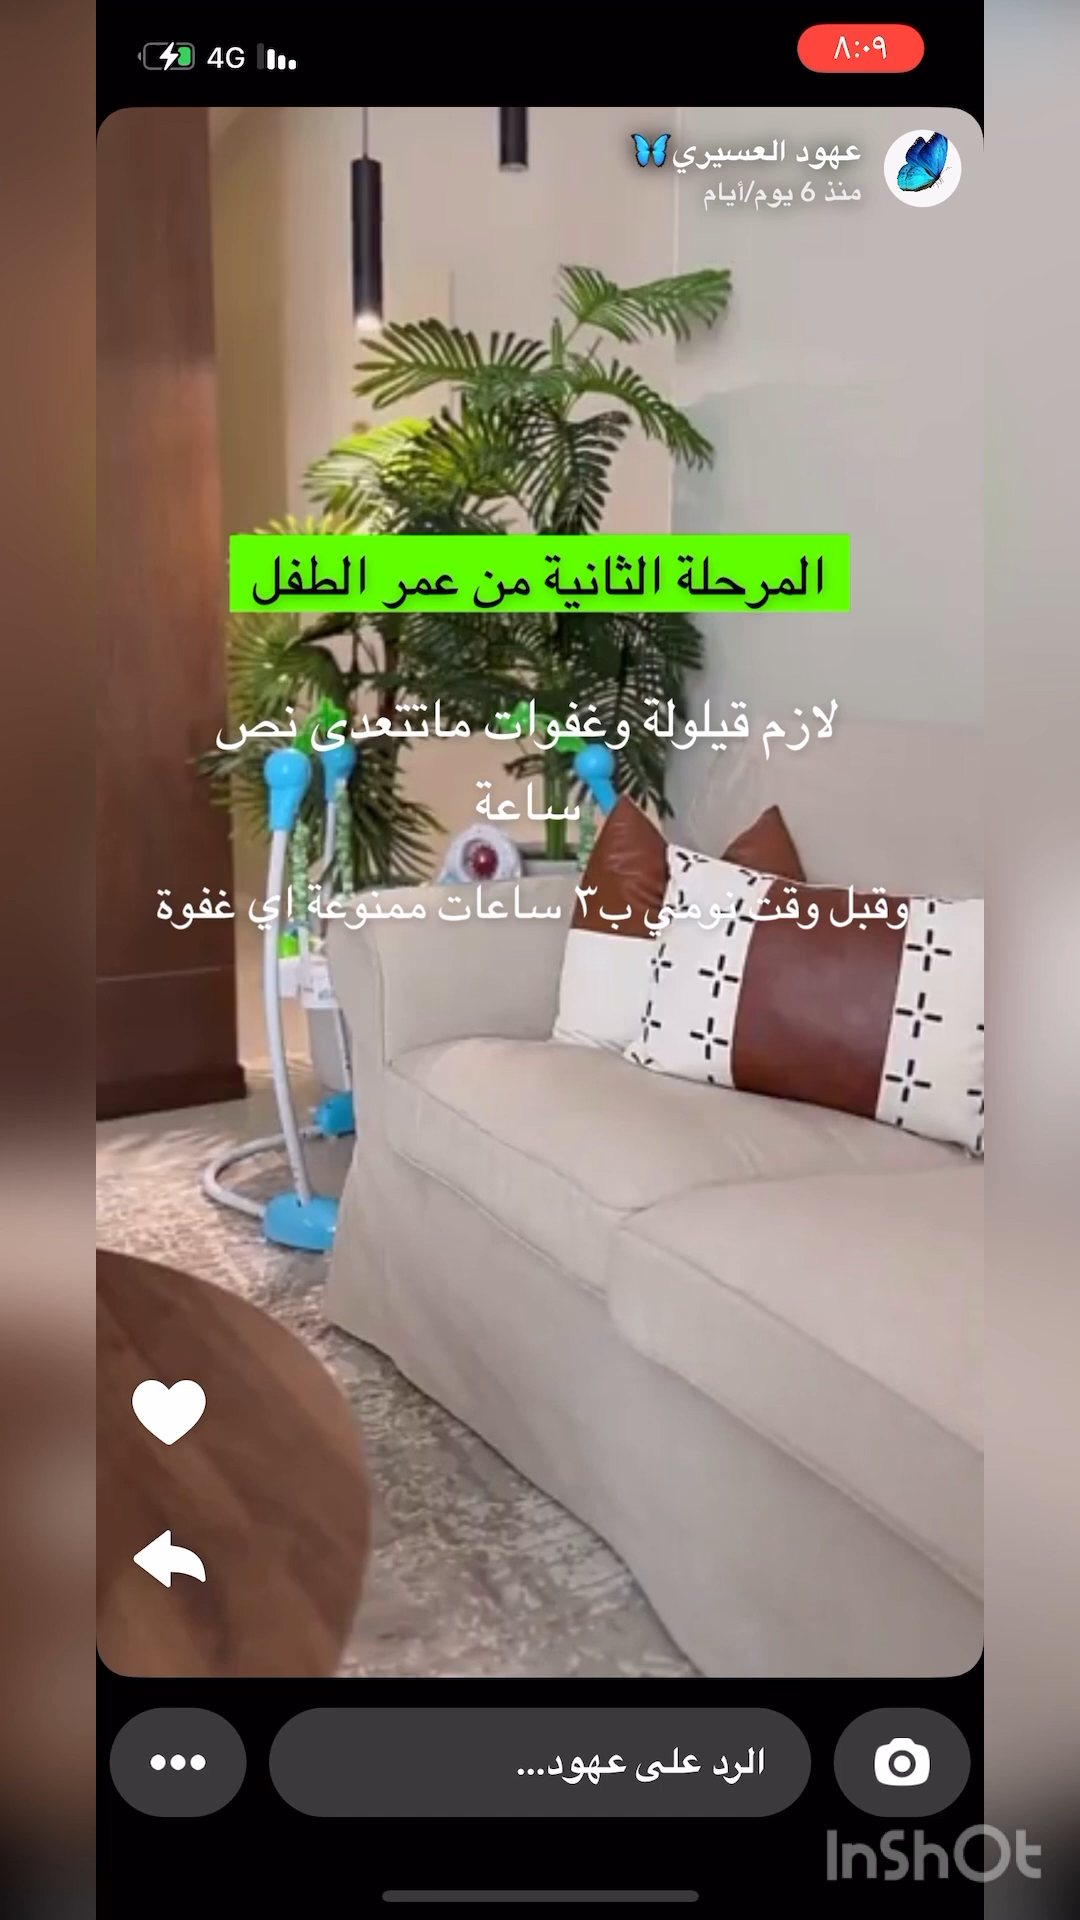 4G
٨:٠٩
عهود العسيري🦋
منذ 6 يوم/أيام
المرحلة الثانية من عمر الطفل
لازم قيلولة وغفوات ماتتعدى نص
ساعة
وقبل وقت نومي ب٣ ساعات ممنوعة اي غفوة
الرد على عهود...
InShOt